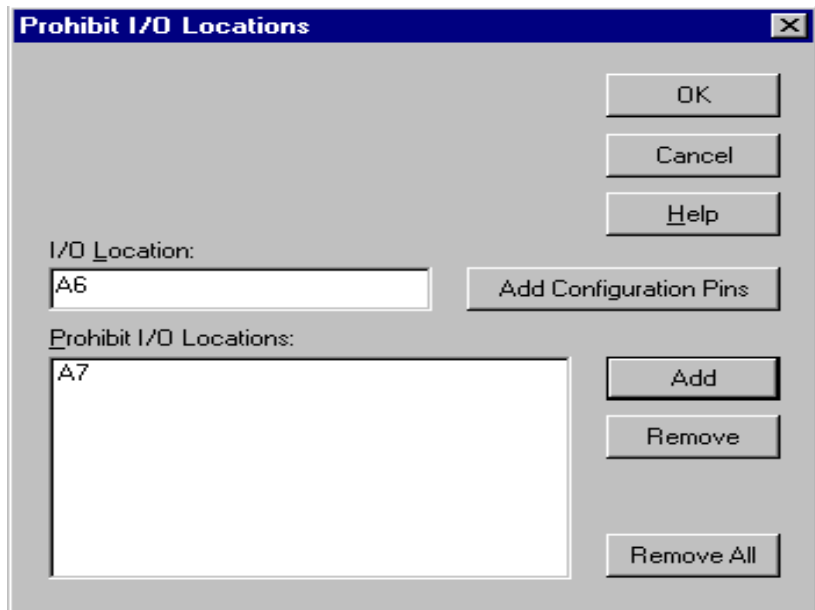 Prohibit I/O Locations
OK
Cancel
Help
I/O Location:
A6
Add Configuration Pins
Prohibit I/O Locations:
A7
Add
Remove
Remove All